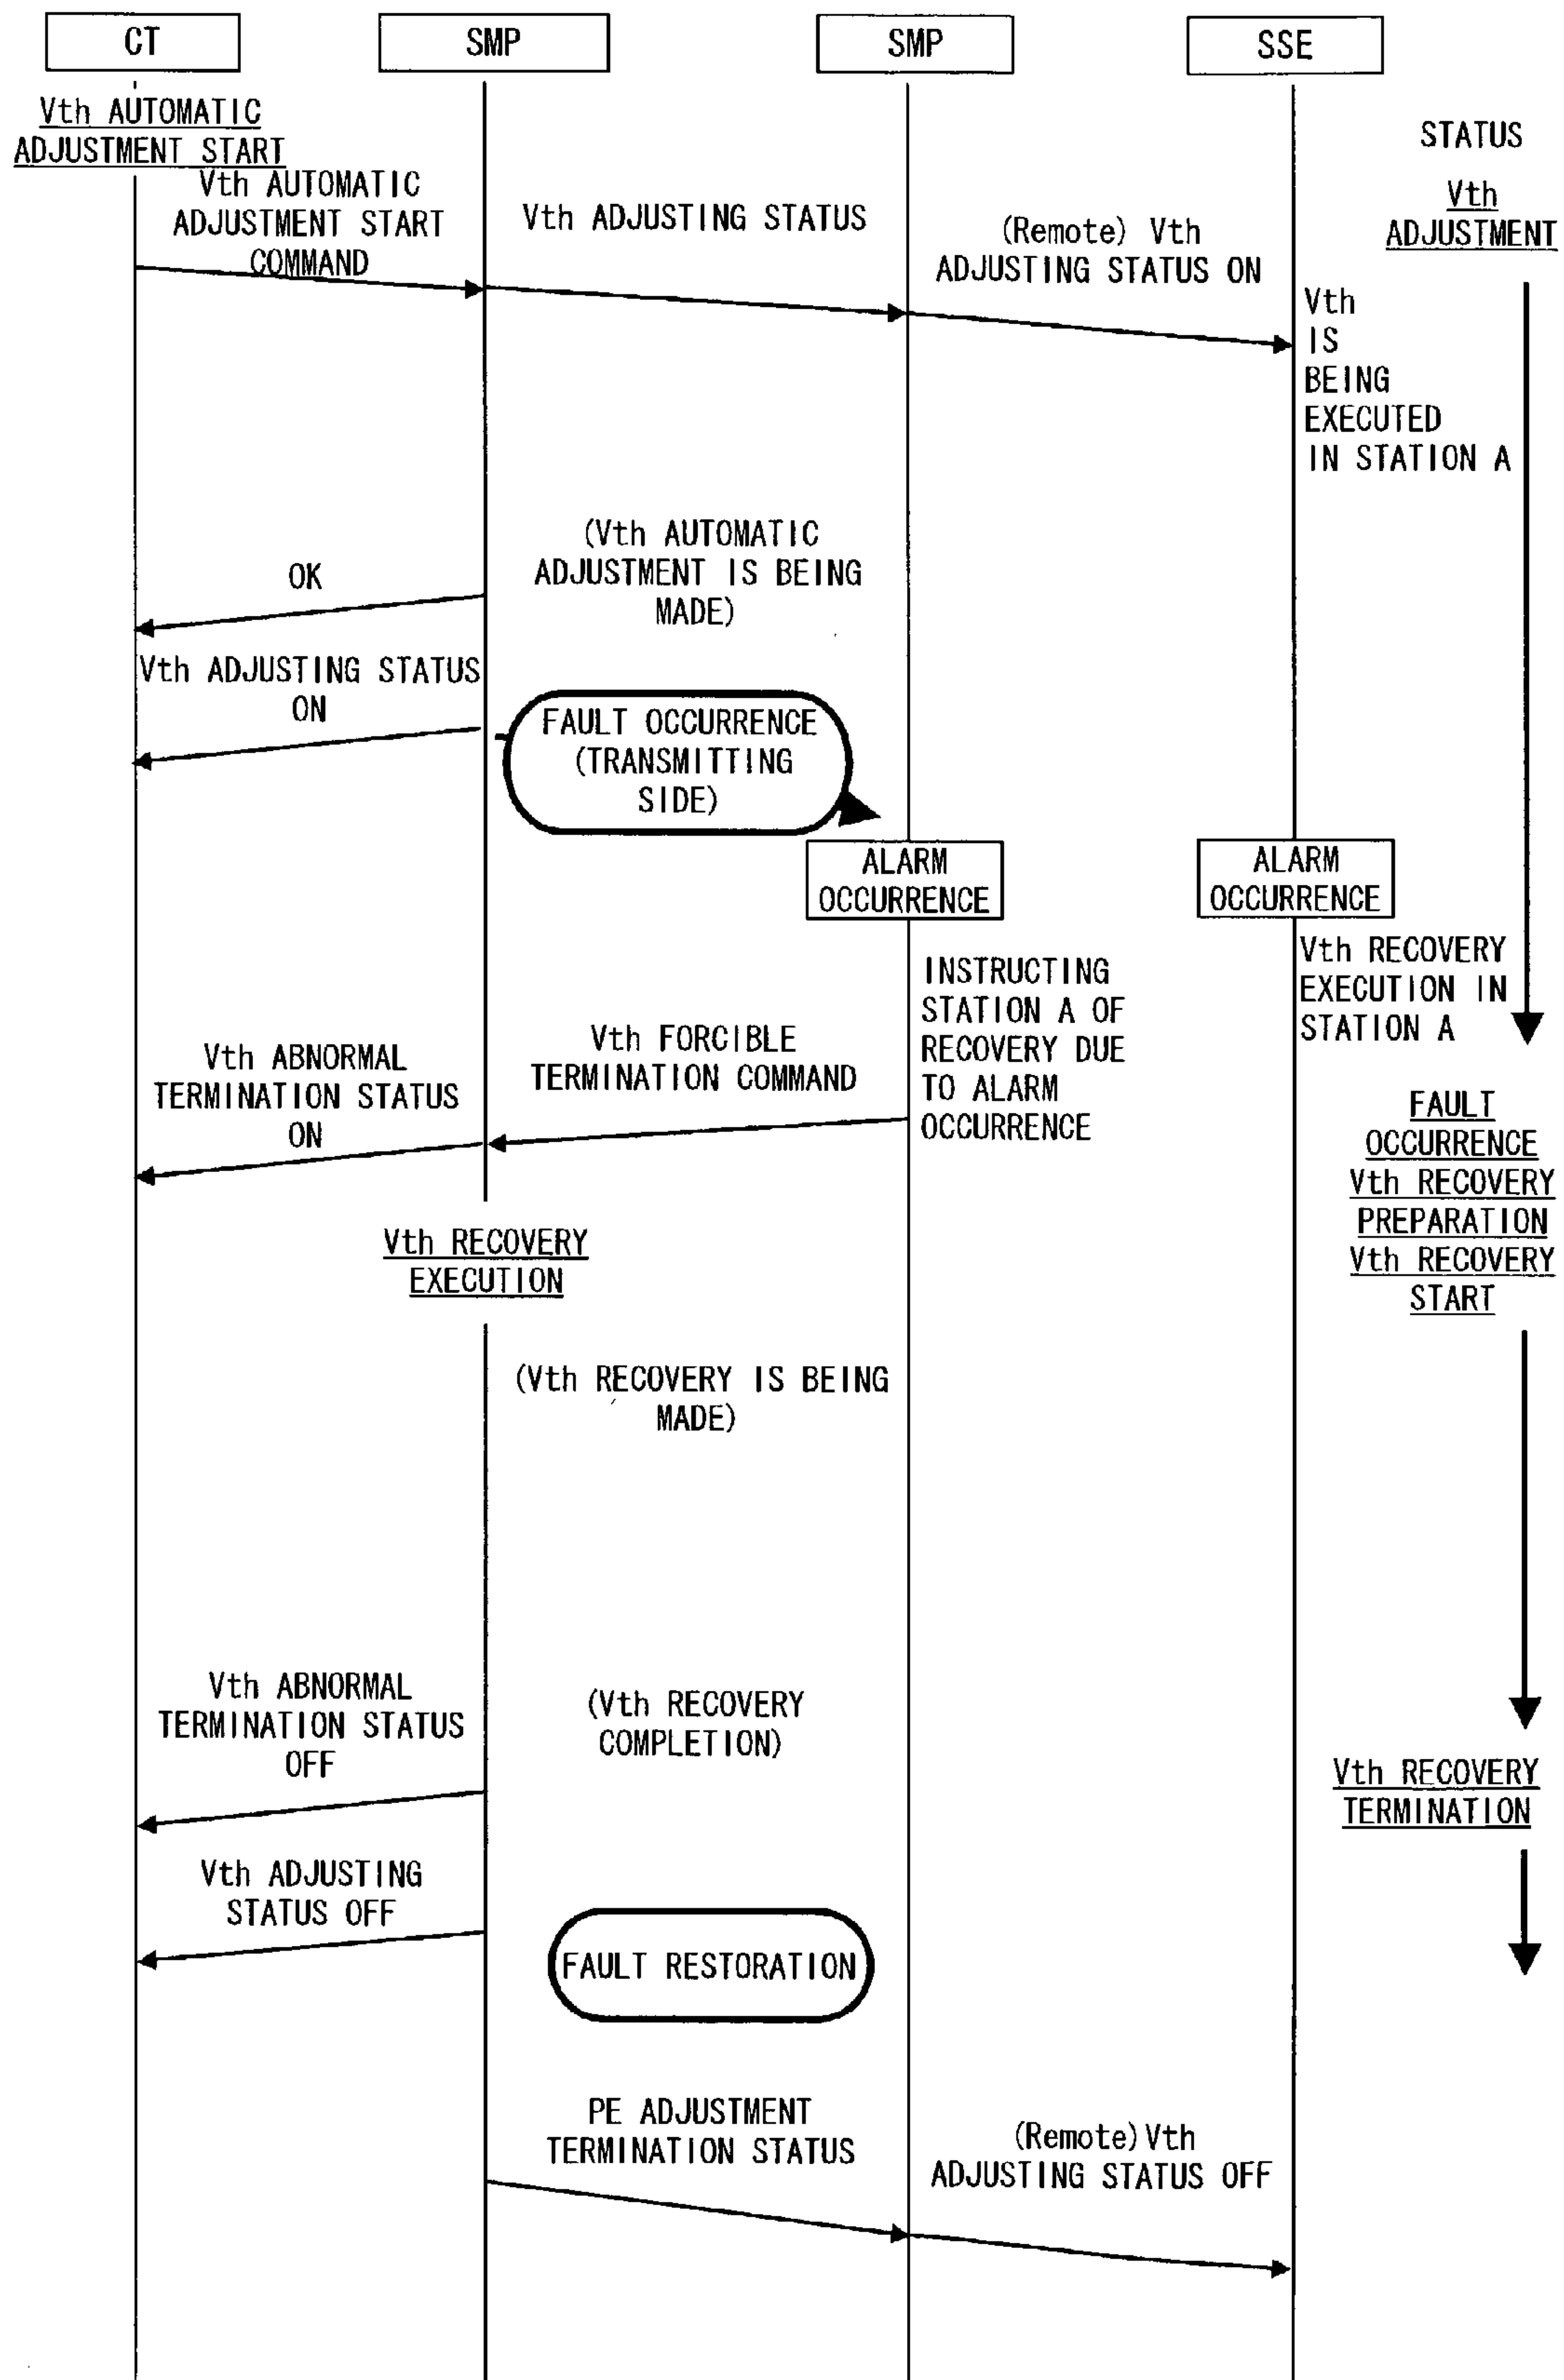 CT
SMP
SMP
SSE
Vth AUTOMATIC
ADJUSTMENT START
STATUS
Vth
ADJUSTMENT
Vth AUTOMATIC
ADJUSTMENT START
COMMAND
Vth ADJUSTING STATUS
(Remote) Vth
ADJUSTING STATUS ON
Vth
IS
BEING
EXECUTED
IN STATION A
(Vth AUTOMATIC
ADJUSTMENT IS BEING
MADE)
OK
Vth ADJUSTING STATUS
ON
FAULT OCCURRENCE
(TRANSMITTING
SIDE)
ALARM
OCCURRENCE
ALARM
OCCURRENCE
Vth RECOVERY
EXECUTION IN
STATION A
INSTRUCTING
STATION A OF
RECOVERY DUE
TO ALARM
OCCURRENCE
Vth FORCIBLE
TERMINATION COMMAND
Vth ABNORMAL
TERMINATION STATUS
ON
FAULT
OCCURRENCE
Vth RECOVERY
PREPARATION
Vth RECOVERY
START
Vth RECOVERY
EXECUTION
(Vth RECOVERY IS BEING
MADE)
Vth ABNORMAL
TERMINATION STATUS
OFF
(Vth RECOVERY
COMPLETION)
Vth RECOVERY
TERMINATION
Vth ADJUSTING
STATUS OFF
FAULT RESTORATION
PE ADJUSTMENT
TERMINATION STATUS
(Remote)Vth
ADJUSTING STATUS OFF